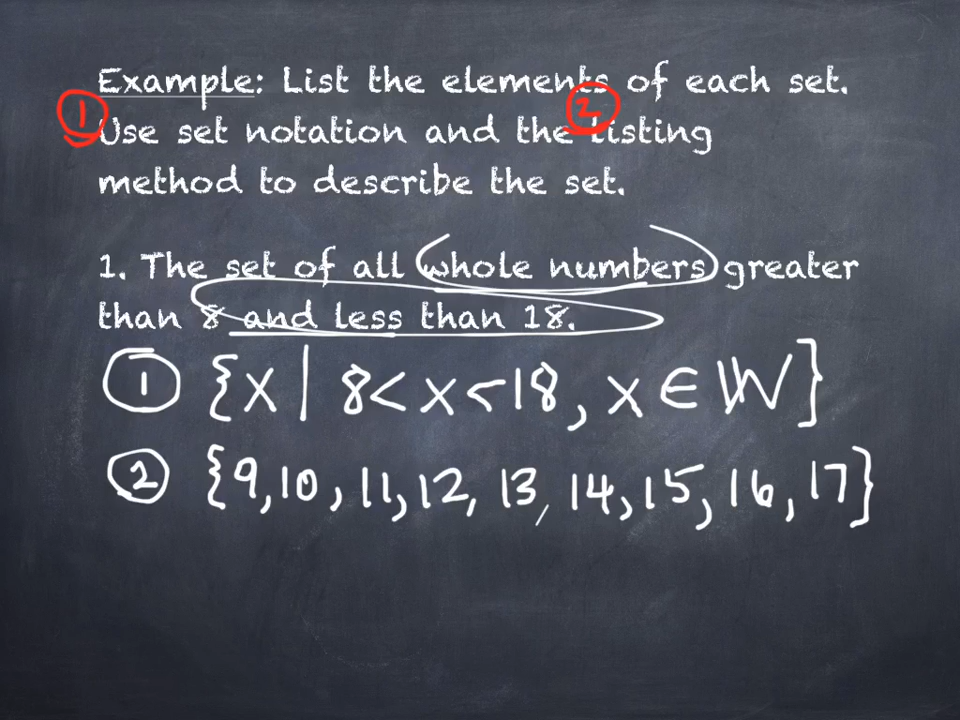 Example: List the elements of each set.
① Use set notation and the ② listing
method to describe the set.
1. The set of all whole numbers greater
than 8 and less than 18.
① {x | 8 < x < 18, x ∈ 𝕎}
② {9, 10, 11, 12, 13, 14, 15, 16, 17}